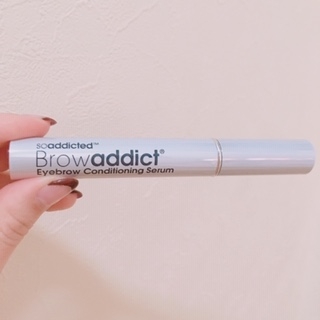 soaddicted™
Browaddict®
Eyebrow Conditioning Serum